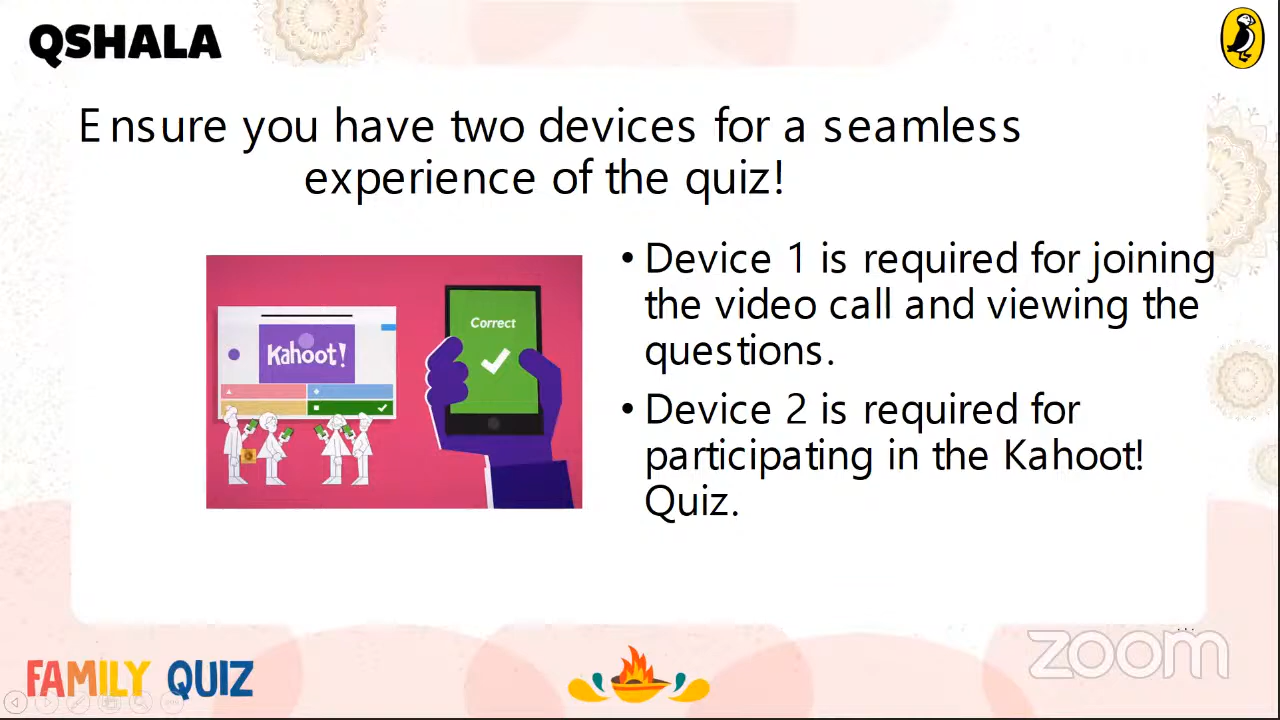 QSHALA
Ensure you have two devices for a seamless
experience of the quiz!
Kahoot!
Correct
• Device 1 is required for joining
the video call and viewing the
questions.
• Device 2 is required for
participating in the Kahoot!
Quiz.
FAMILY QUIZ
zoom